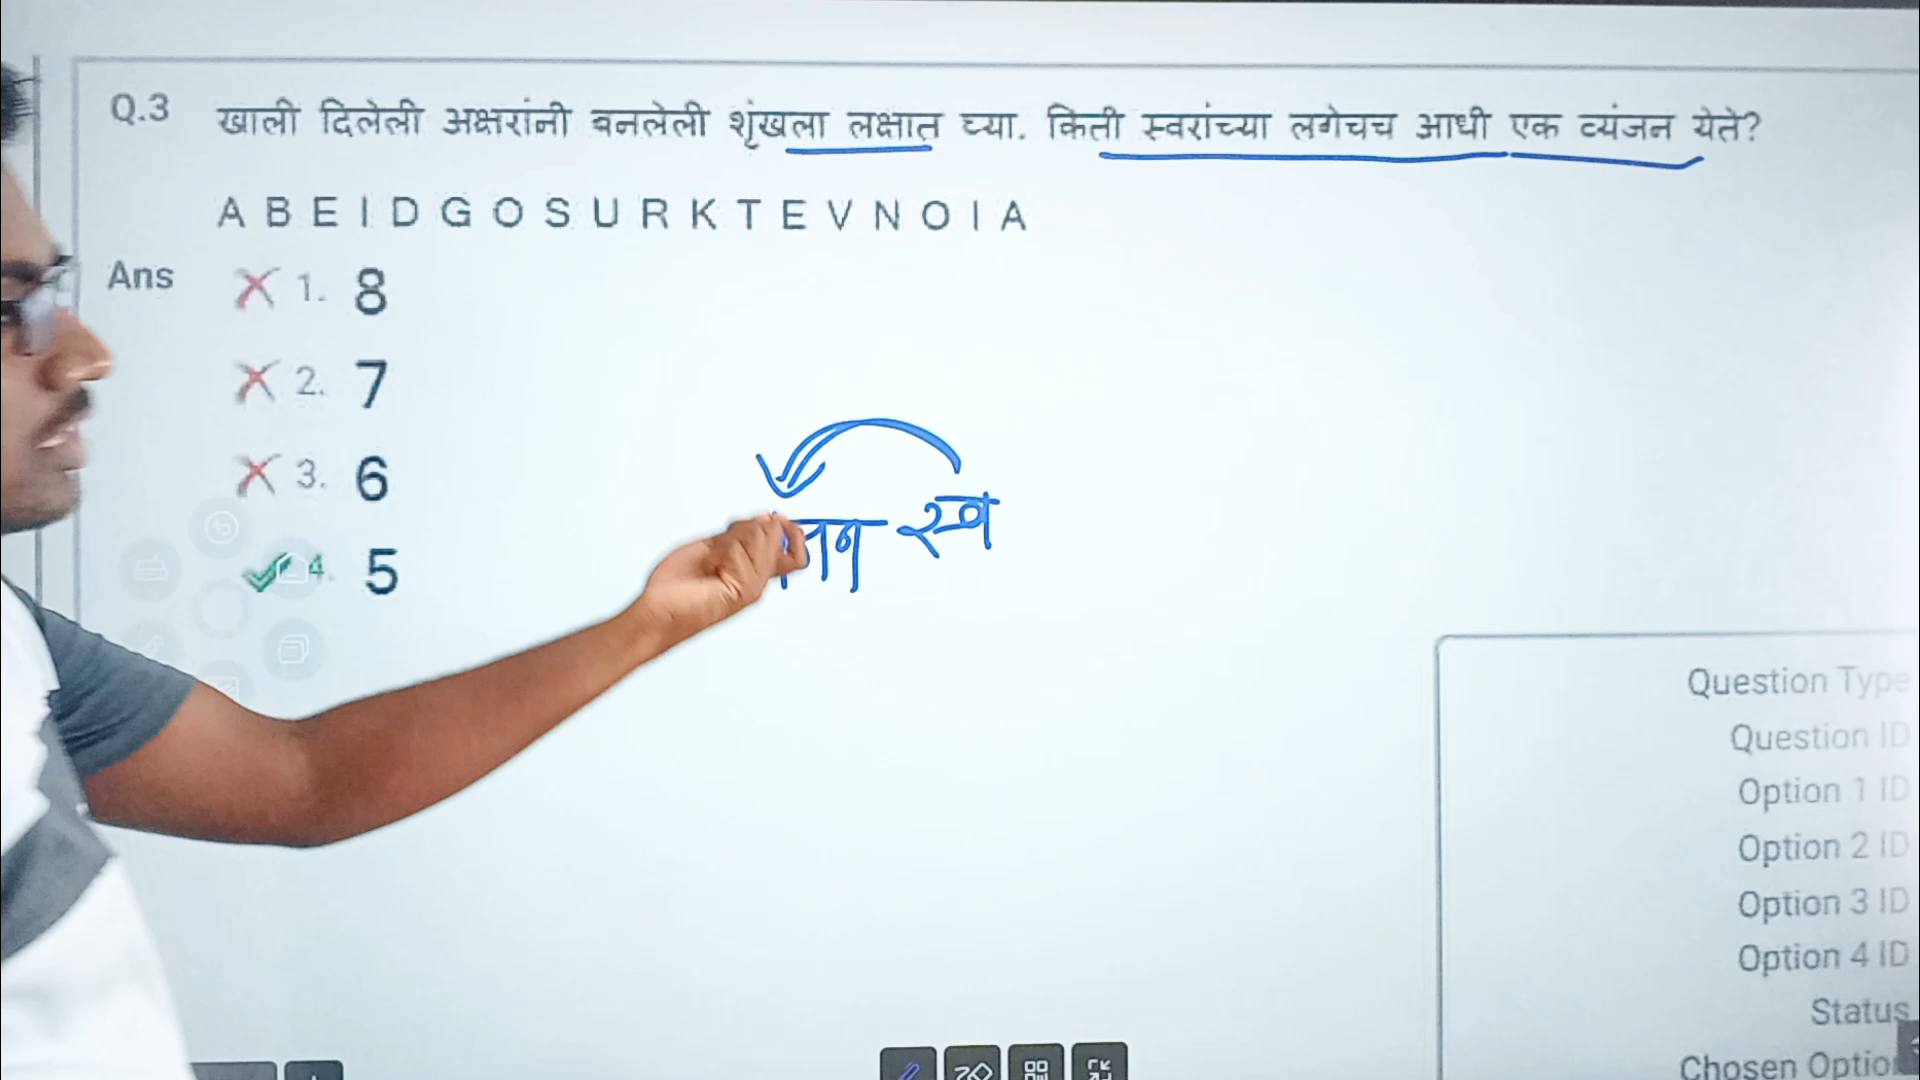 Q.3 खाली दिलेली अक्षरांनी बनलेली शृंखला लक्षात घ्या. किती स्वरांच्या लगेचच आधी एक व्यंजन येते?
A B E I D G O S U R K T E V N O I A
Ans 1. 8
2. 7
3. 6
4. 5
स्व
Question Type
Question ID
Option 1 ID
Option 2 ID
Option 3 ID
Option 4 ID
Status
Chosen Optio